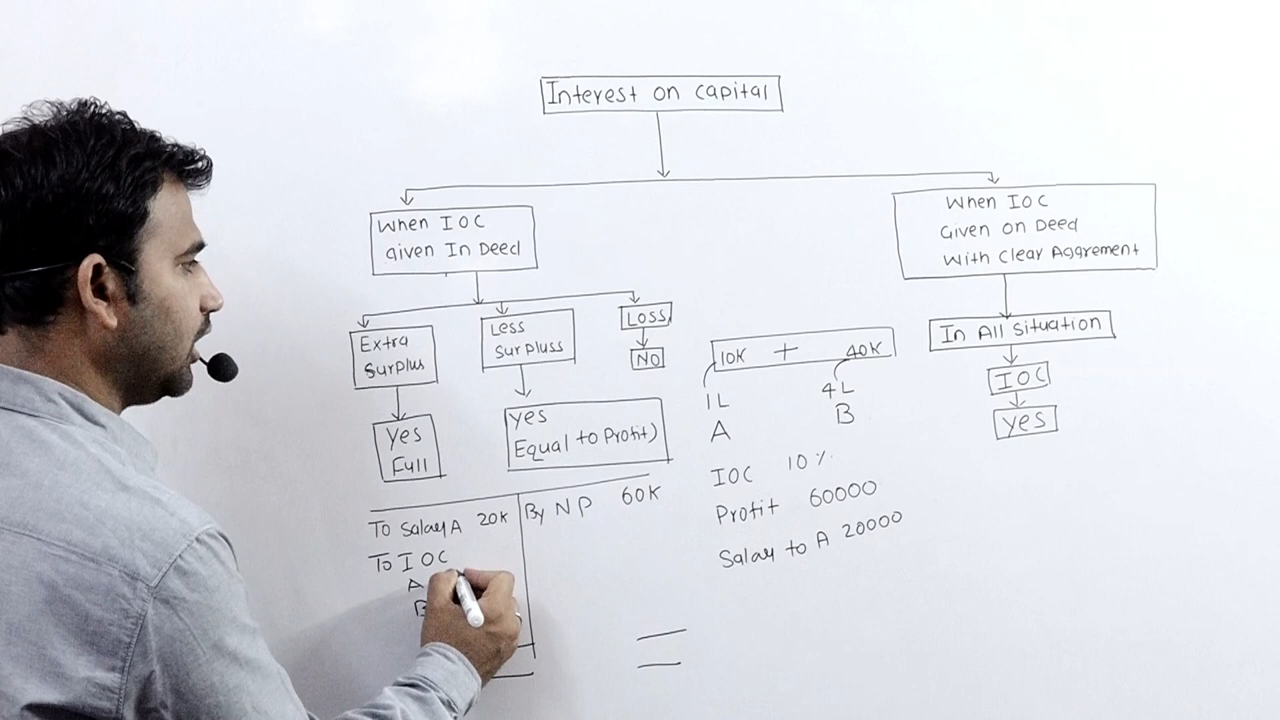 Interest on capital
When IOC
given In Deed
When IOC
Given on Deed
With clear Aggrement
Extra
Surplus
Less
Surpluss
Loss
NO
Yes
Full
yes
Equal to Profit)
In All Situation
IOC
yes
10K + 40K
1L 4L
A B
IOC 10%
Profit 60000
Salay to A 20000
To Salay A 20K By NP 60K
To IOC
A
B